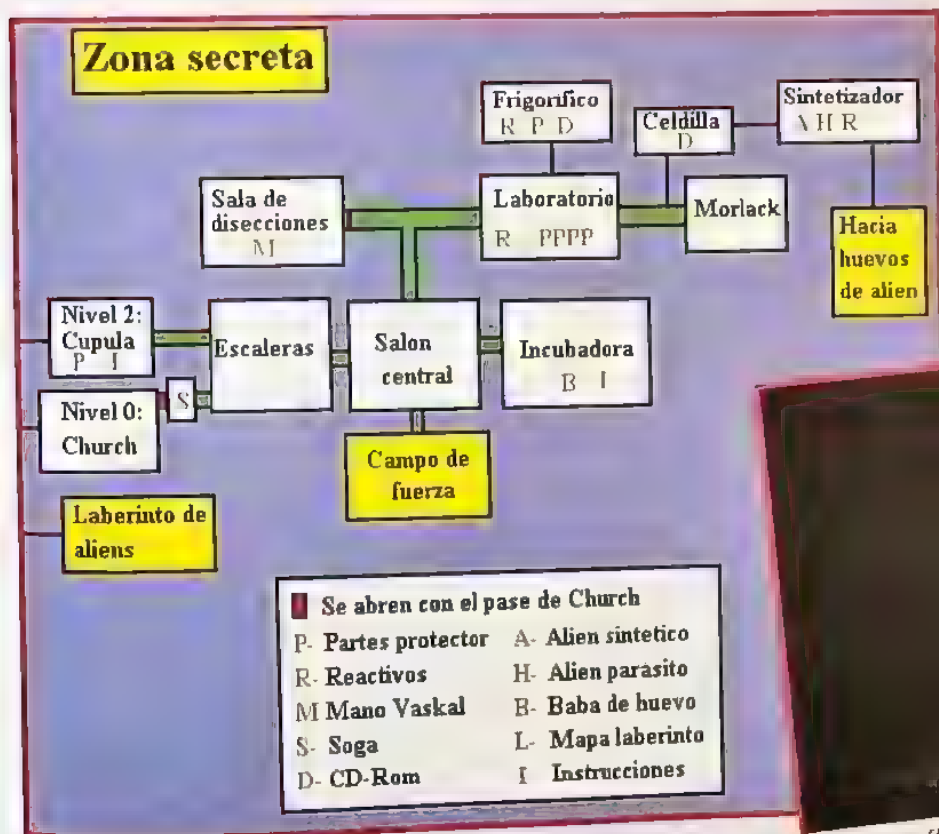 Zona secreta
Frigorifico
R P D
Celdilla
D
Sintetizador
A H R
Sala de
disecciones
M
Laboratorio
R PPPP
Morlack
Hacia
huevos
de alien
Nivel 2:
Cupula
P I
Escaleras
Salon
central
Incubadora
B I
Nivel 0:
Church
S
Campo de
fuerza
Laberinto de
aliens
Se abren con el pase de Church
P- Partes protector
R- Reactivos
M Mano Vaskal
S- Soga
D- CD-Rom
A- Alien sintetico
H- Alien parasito
B- Baba de huevo
L- Mapa laberinto
I Instrucciones